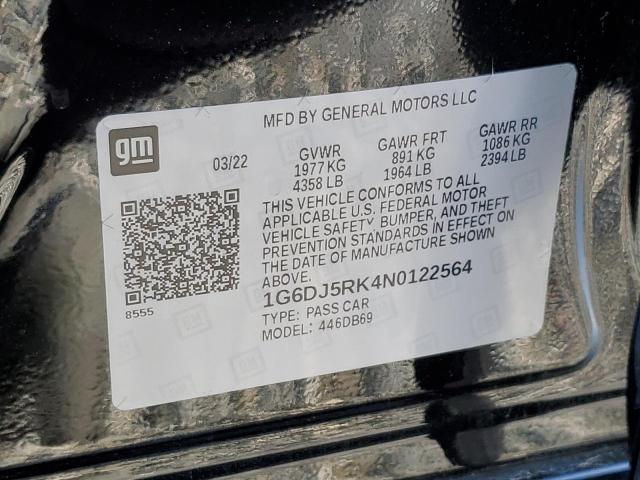 MFD BY GENERAL MOTORS LLC
gm
03/22
GVWR GAWR FRT GAWR RR
1977 KG 891 KG 1086 KG
4358 LB 1964 LB 2394 LB
THIS VEHICLE CONFORMS TO ALL
APPLICABLE U.S. FEDERAL MOTOR
VEHICLE SAFETY, BUMPER, AND THEFT
PREVENTION STANDARDS IN EFFECT ON
THE DATE OF MANUFACTURE SHOWN
ABOVE.
1G6DJ5RK4N0122564
8555
TYPE: PASS CAR
MODEL: 446DB69